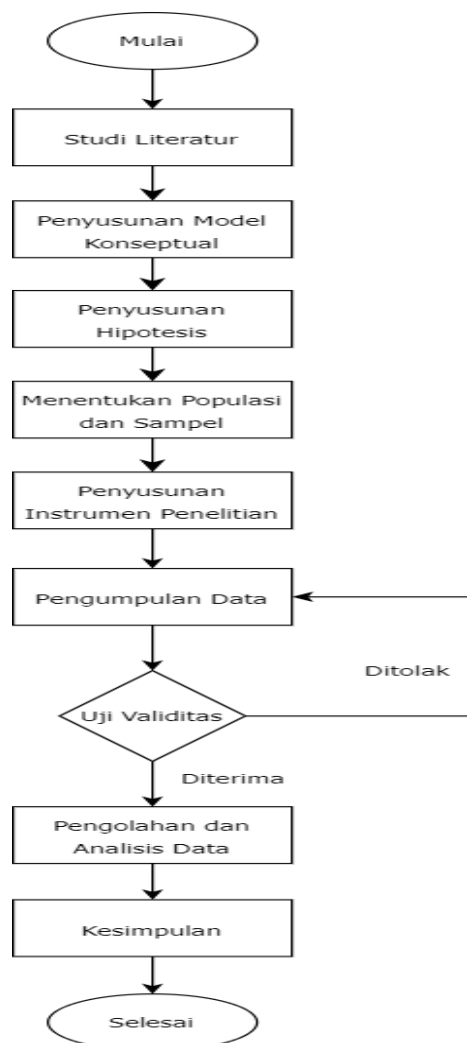 Mulai
Studi Literatur
Penyusunan Model
Konseptual
Penyusunan
Hipotesis
Menentukan Populasi
dan Sampel
Penyusunan
Instrumen Penelitian
Pengumpulan Data
Ditolak
Uji Validitas
Diterima
Pengolahan dan
Analisis Data
Kesimpulan
Selesai